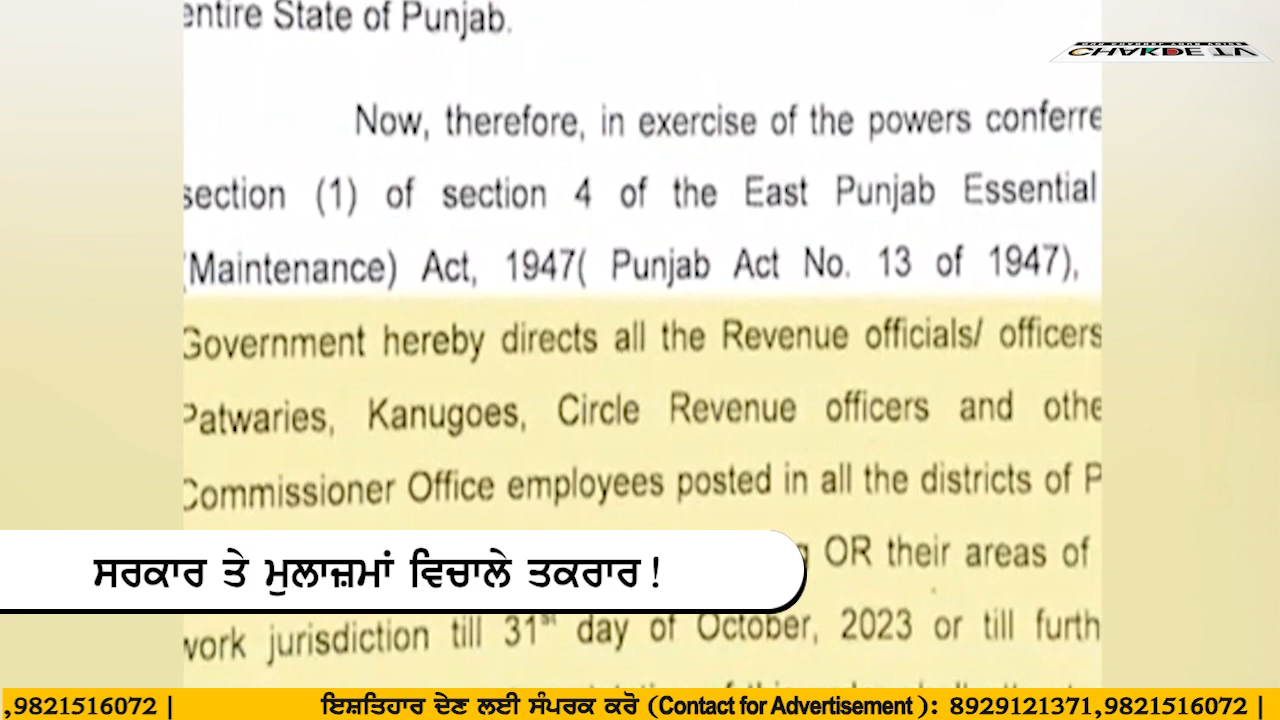 entire State of Punjab.
CHARDE TV
Now, therefore, in exercise of the powers conferre
section (1) of section 4 of the East Punjab Essential
(Maintenance) Act, 1947( Punjab Act No. 13 of 1947),
Government hereby directs all the Revenue officials/ officers
Patwaries, Kanugoes, Circle Revenue officers and othe
Commissioner Office employees posted in all the districts of P
OR their areas of
ਸਰਕਾਰ ਤੇ ਮੁਲਾਜ਼ਮਾਂ ਵਿਚਾਲੇ ਤਕਰਾਰ!
work jurisdiction till 31st day of October, 2023 or till furth
,9821516072 | ਇਸ਼ਤਿਹਾਰ ਦੇਣ ਲਈ ਸੰਪਰਕ ਕਰੋ (Contact for Advertisement ): 8929121371,9821516072 |